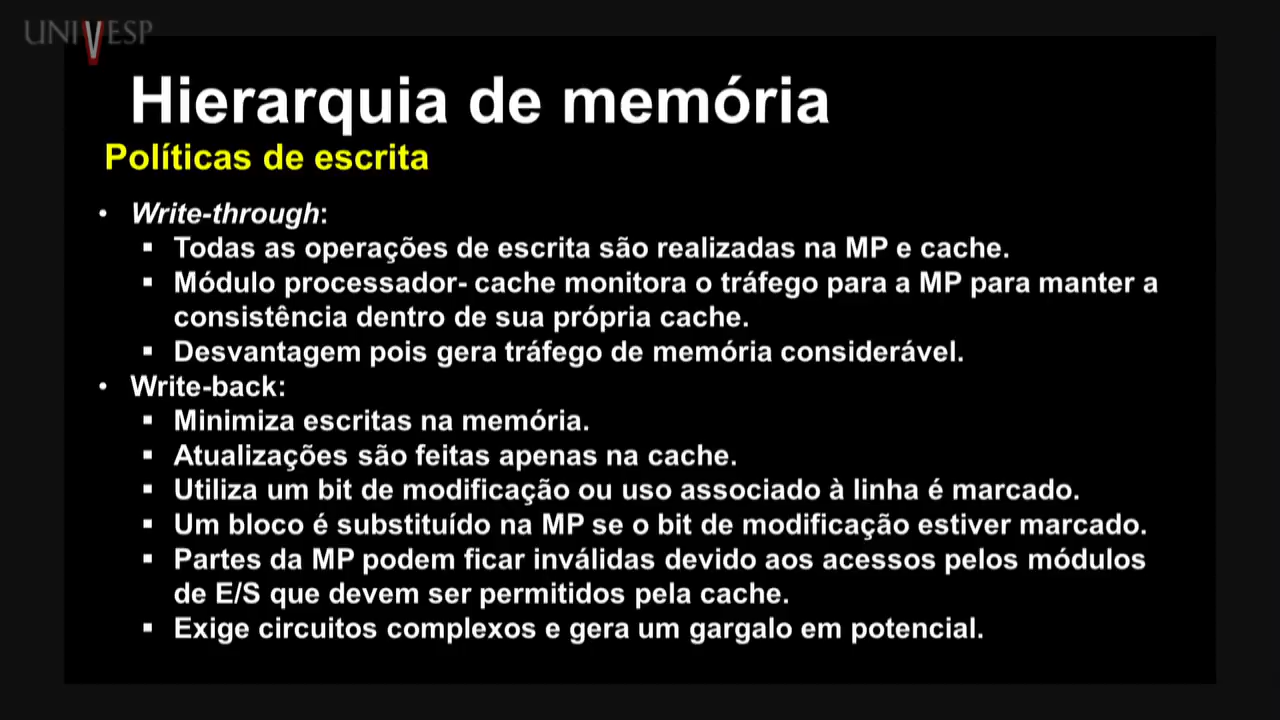 UNIVESP
Hierarquia de memória
Políticas de escrita
• Write-through:
▪ Todas as operações de escrita são realizadas na MP e cache.
▪ Módulo processador- cache monitora o tráfego para a MP para manter a
consistência dentro de sua própria cache.
▪ Desvantagem pois gera tráfego de memória considerável.
• Write-back:
▪ Minimiza escritas na memória.
▪ Atualizações são feitas apenas na cache.
▪ Utiliza um bit de modificação ou uso associado à linha é marcado.
▪ Um bloco é substituído na MP se o bit de modificação estiver marcado.
▪ Partes da MP podem ficar inválidas devido aos acessos pelos módulos
de E/S que devem ser permitidos pela cache.
▪ Exige circuitos complexos e gera um gargalo em potencial.